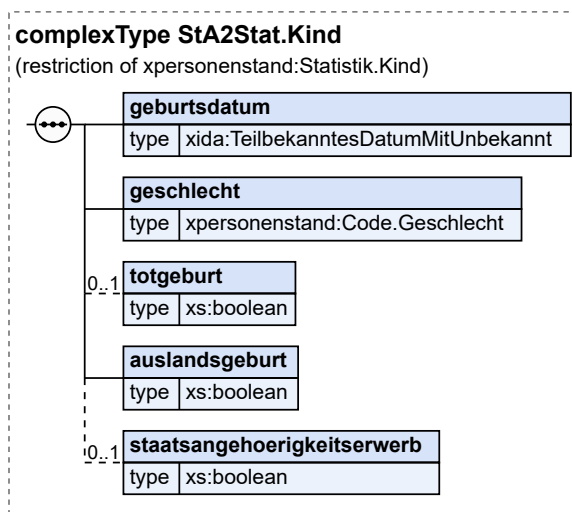 complexType StA2Stat.Kind
(restriction of xpersonenstand:Statistik.Kind)
geburtsdatum
type xida:TeilbekanntesDatumMitUnbekannt
geschlecht
type xpersonenstand:Code.Geschlecht
0..1 totgeburt
type xs:boolean
auslandsgeburt
type xs:boolean
0..1 staatsangehoerigkeitserwerb
type xs:boolean